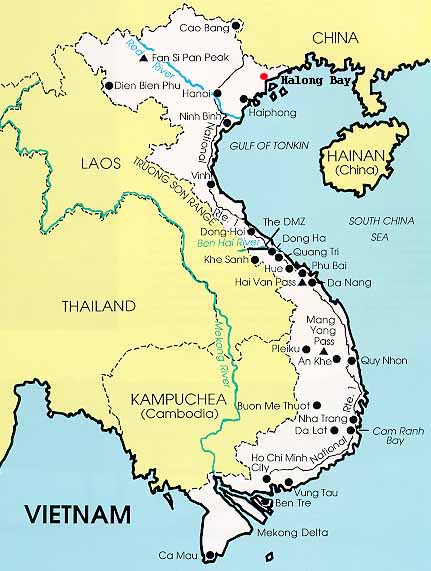 Cao Bang
CHINA
Red River
Fan Si Pan Peak
Halong Bay
Dien Bien Phu
Hanoi
Haiphong
Ninh Binh
GULF OF TONKIN
National
HAINAN
(China)
LAOS
TRUONG SON RANGE
Vinh
Rte. 1
The DMZ
SOUTH CHINA
SEA
Dong Hoi
Dong Ha
Ben Hai River
Quang Tri
Khe Sanh
Phu Bai
Hue
Hai Van Pass
Da Nang
THAILAND
Mekong River
Mang
Yang
Pass
Pleiku
An Khe
Quy Nhon
KAMPUCHEA
(Cambodia)
Buon Me Thuot
Rte. 1
Nha Trang
Da Lat
Cam Ranh
Bay
National
Ho Chi Minh
City
Vung Tau
Ben Tre
VIETNAM
Mekong Delta
Ca Mau